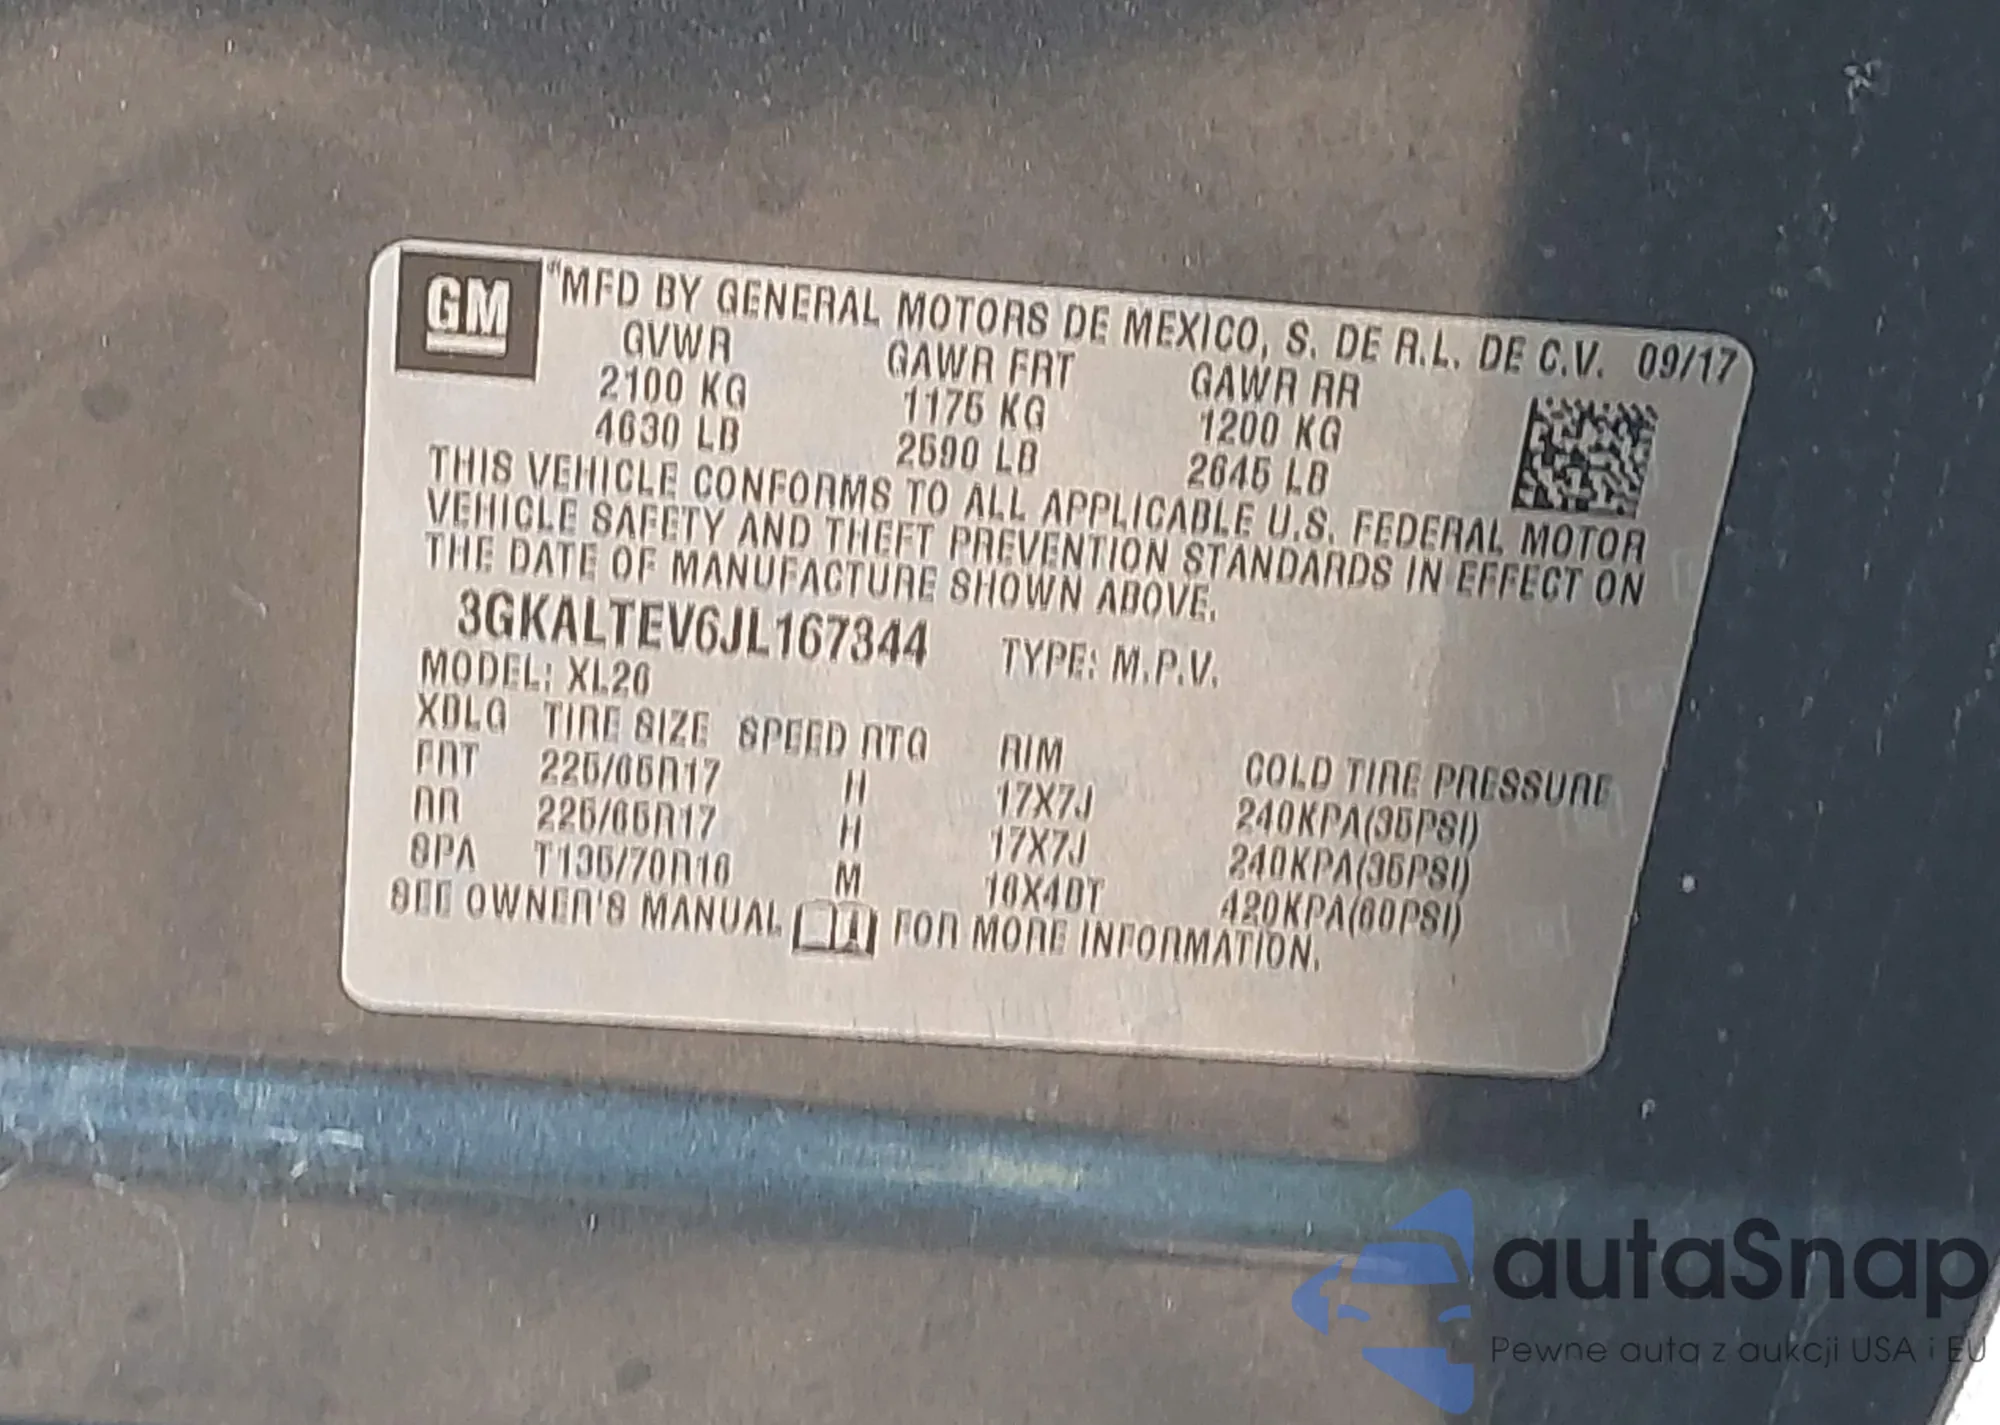 GM "MFD BY GENERAL MOTORS DE MEXICO, S. DE R.L. DE C.V. 09/17
GVWR GAWR FRT GAWR RR
2100 KG 1175 KG 1200 KG
4630 LB 2590 LB 2645 LB
THIS VEHICLE CONFORMS TO ALL APPLICABLE U.S. FEDERAL MOTOR
VEHICLE SAFETY AND THEFT PREVENTION STANDARDS IN EFFECT ON
THE DATE OF MANUFACTURE SHOWN ABOVE.
3GKALTEV6JL167344 TYPE: M.P.V.
MODEL: XL26
XBLG TIRE SIZE SPEED RTG RIM COLD TIRE PRESSURE
FRT 225/65R17 H 17X7J 240KPA(35PSI)
RR 225/65R17 H 17X7J 240KPA(35PSI)
SPA T135/70R16 M 16X4BT 420KPA(60PSI)
SEE OWNER'S MANUAL FOR MORE INFORMATION.
autaSnap
Pewne auta z aukcji USA i EU